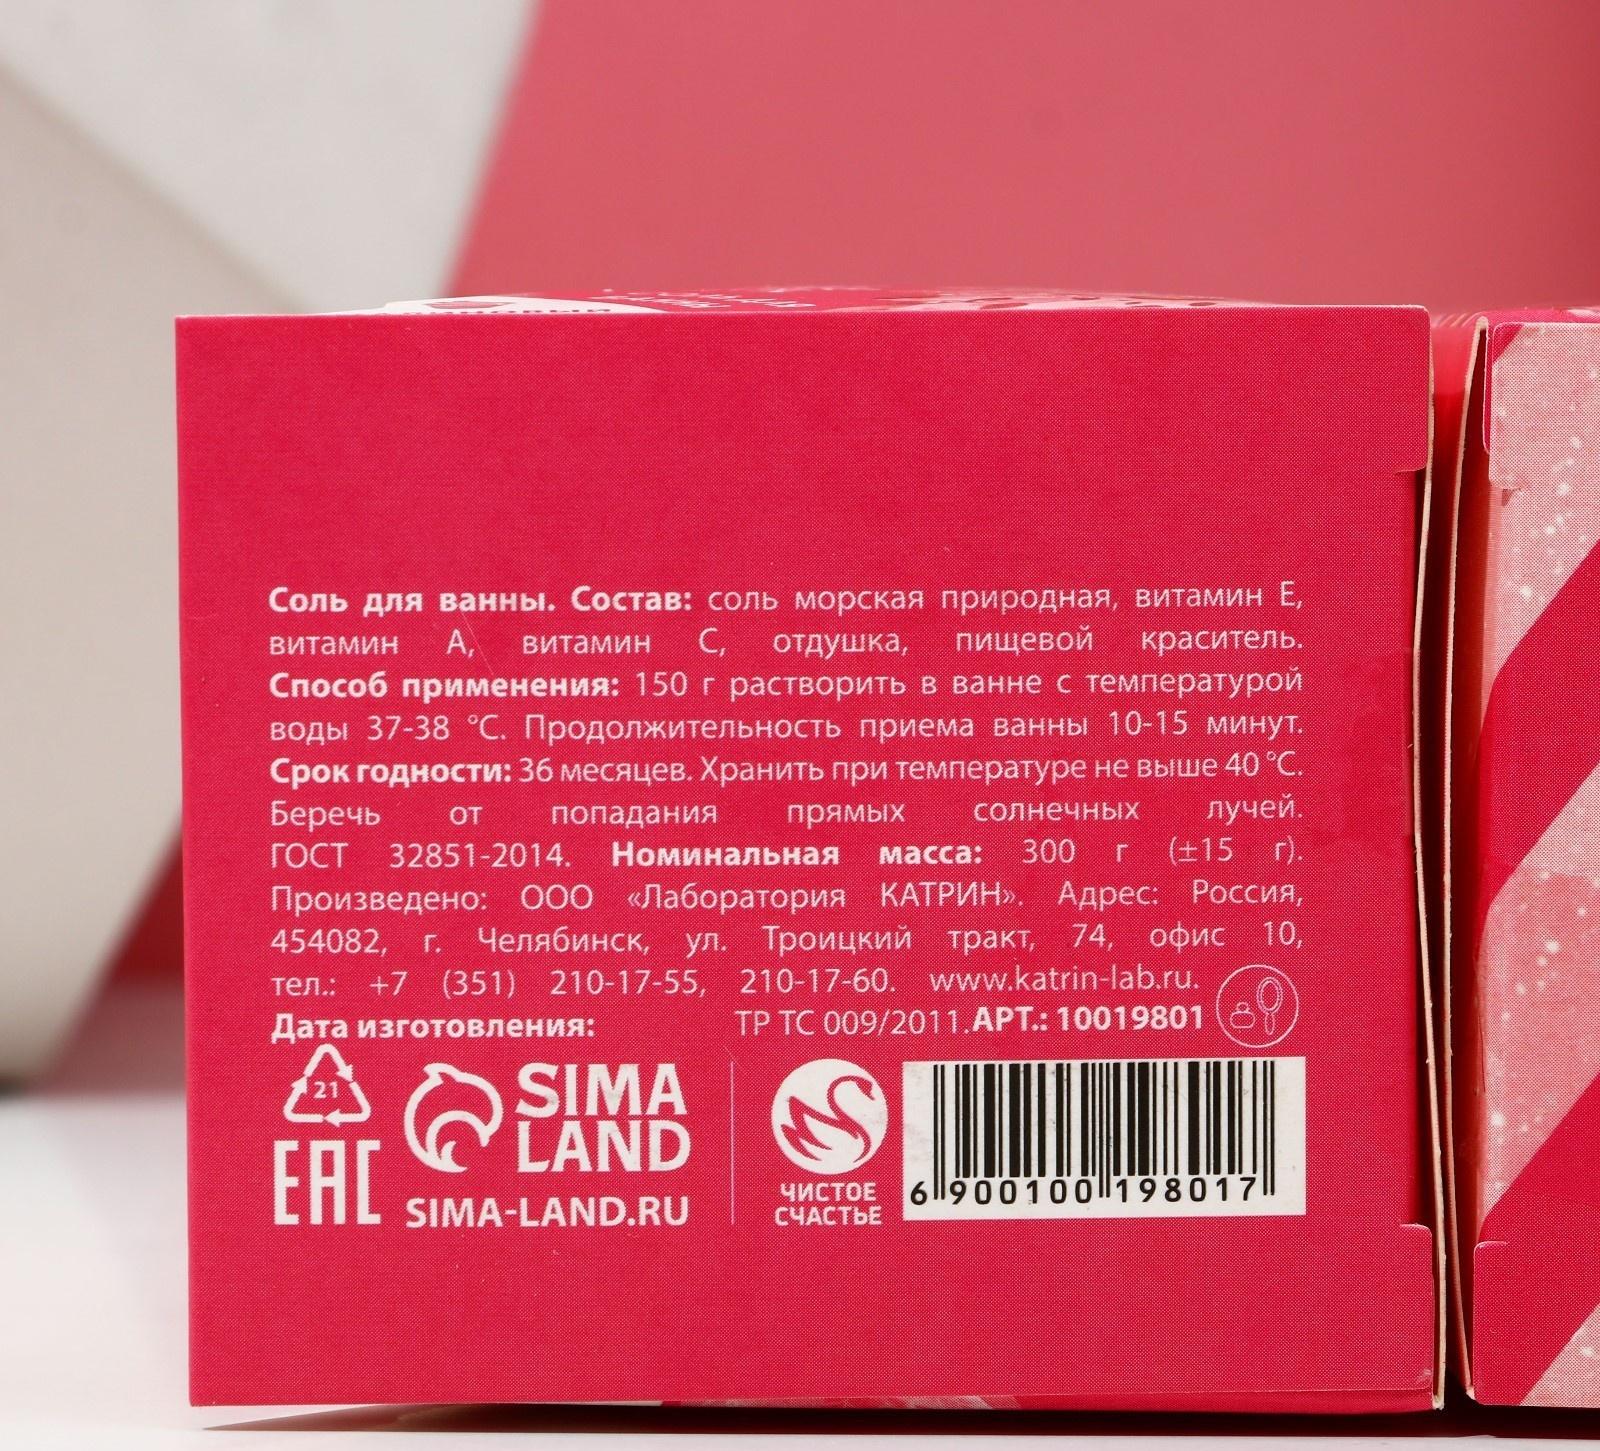 Соль для ванны. Состав: соль морская природная, витамин Е,
витамин А, витамин С, отдушка, пищевой краситель.
Способ применения: 150 г растворить в ванне с температурой
воды 37-38 °С. Продолжительность приема ванны 10-15 минут.
Срок годности: 36 месяцев. Хранить при температуре не выше 40 °С.
Беречь от попадания прямых солнечных лучей.
ГОСТ 32851-2014. Номинальная масса: 300 г (±15 г).
Произведено: ООО «Лаборатория КАТРИН». Адрес: Россия,
454082, г. Челябинск, ул. Троицкий тракт, 74, офис 10,
тел.: +7 (351) 210-17-55, 210-17-60. www.katrin-lab.ru.
Дата изготовления: ТР ТС 009/2011. АРТ.: 10019801
21
EAC
SIMA
LAND
SIMA-LAND.RU
ЧИСТОЕ
СЧАСТЬЕ
6 900100 198017